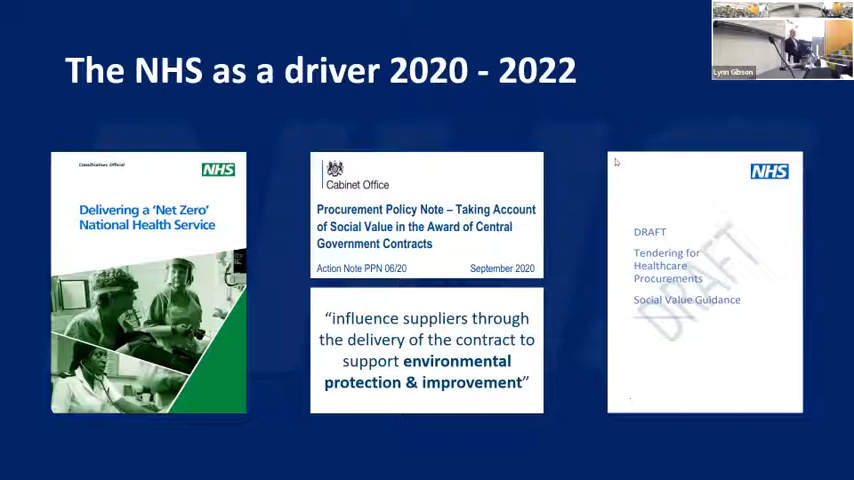 The NHS as a driver 2020 - 2022
Lynn Gibson
Classification: Official
NHS
Delivering a ‘Net Zero’
National Health Service
Cabinet Office
Procurement Policy Note – Taking Account
of Social Value in the Award of Central
Government Contracts
Action Note PPN 06/20 September 2020
“influence suppliers through
the delivery of the contract to
support environmental
protection & improvement”
NHS
DRAFT
Tendering for
Healthcare
Procurements
Social Value Guidance
DRAFT